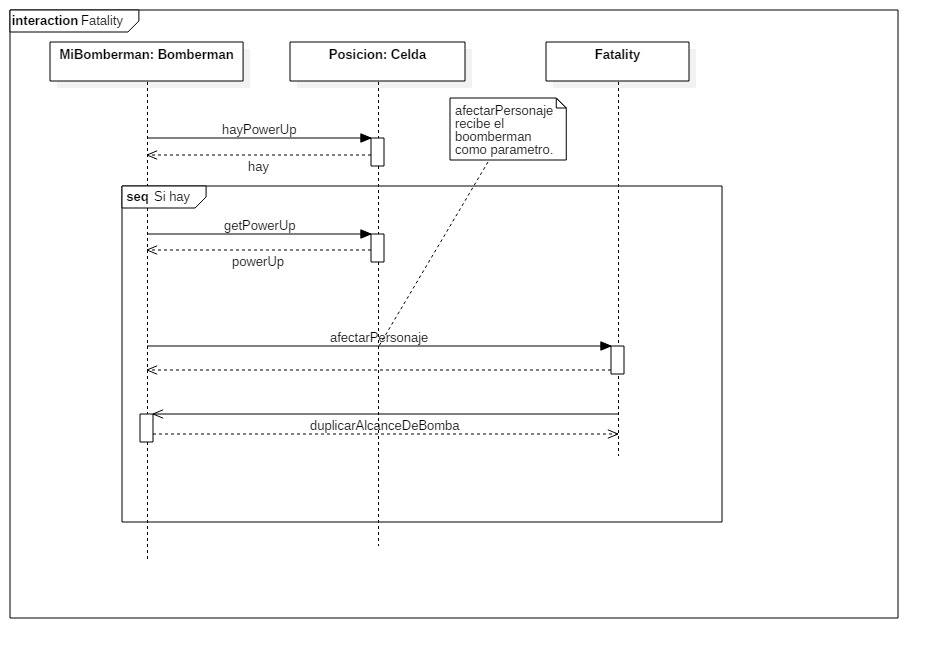 interaction Fatality
MiBomberman: Bomberman
Posicion: Celda
Fatality
afectarPersonaje
recibe el
boomberman
como parametro.
hayPowerUp
hay
seq Si hay
getPowerUp
powerUp
afectarPersonaje
duplicarAlcanceDeBomba